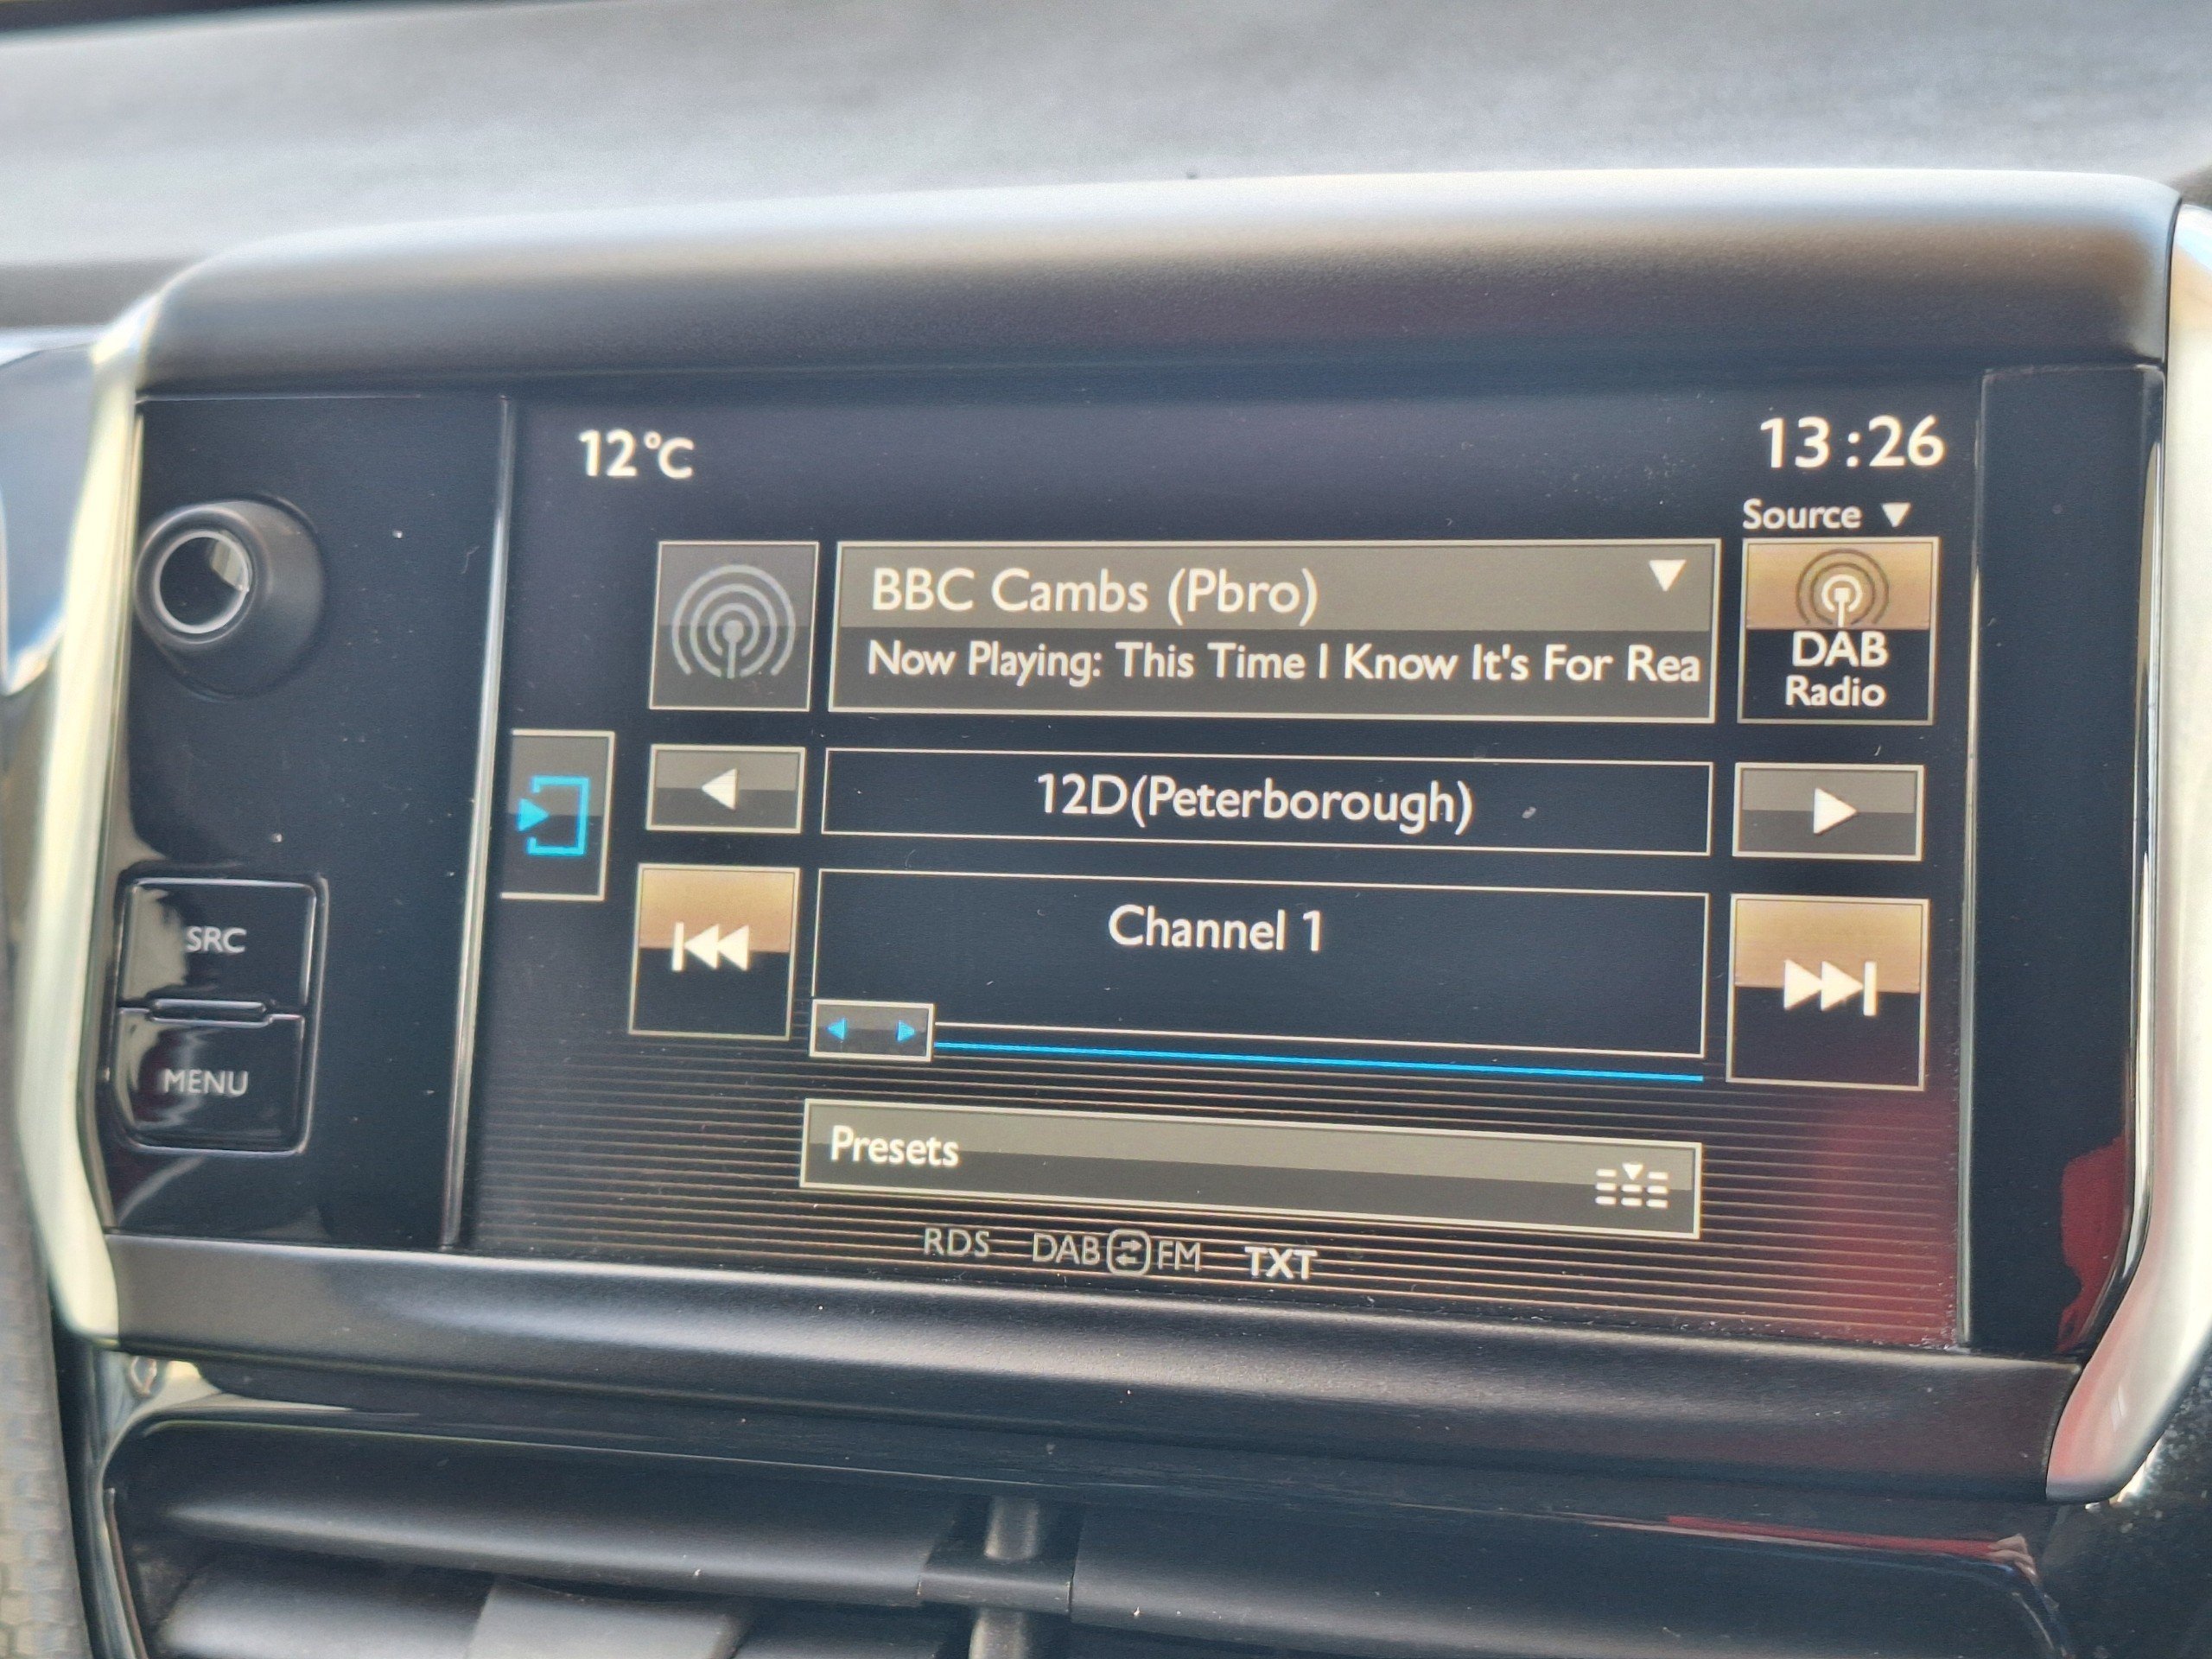 12°C
13:26
Source ▼
BBC Cambs (Pbro)
Now Playing: This Time I Know It's For Rea
DAB
Radio
12D(Peterborough)
SRC
Channel 1
MENU
Presets
RDS DAB FM TXT